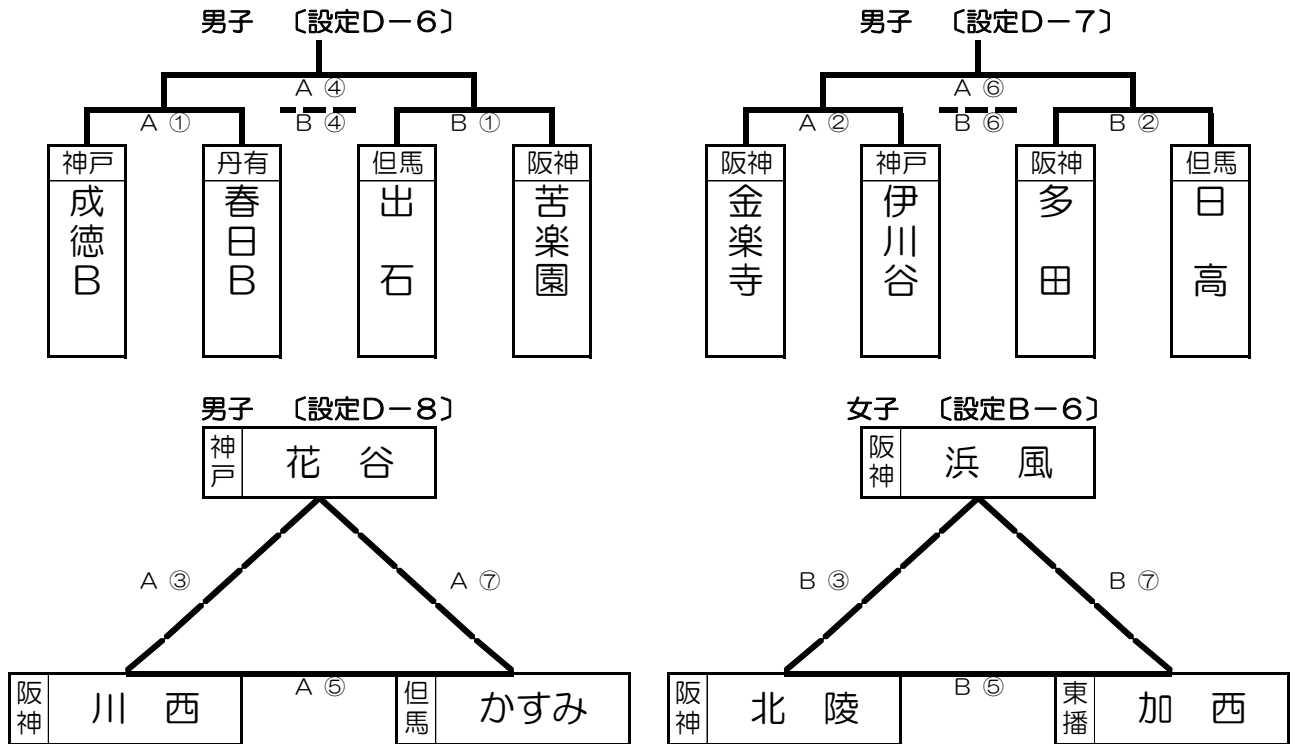 男子　〔設定D－6〕
A ④
B ④
A ①
B ①
神戸
成徳B
丹有
春日B
但馬
出石
阪神
苦楽園
男子　〔設定D－7〕
A ⑥
B ⑥
A ②
B ②
阪神
金楽寺
神戸
伊川谷
阪神
多田
但馬
日高
男子　〔設定D－8〕
神戸
花　谷
A ③
A ⑦
阪神
川　西
A ⑤
但馬
かすみ
女子　〔設定B－6〕
阪神
浜　風
B ③
B ⑦
阪神
北　陵
B ⑤
東播
加　西